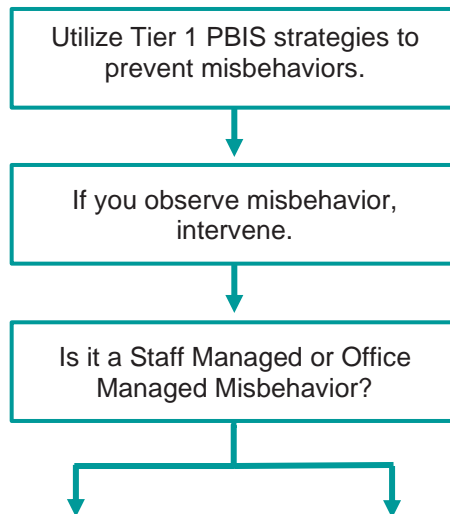 Utilize Tier 1 PBIS strategies to
prevent misbehaviors.
If you observe misbehavior,
intervene.
Is it a Staff Managed or Office
Managed Misbehavior?